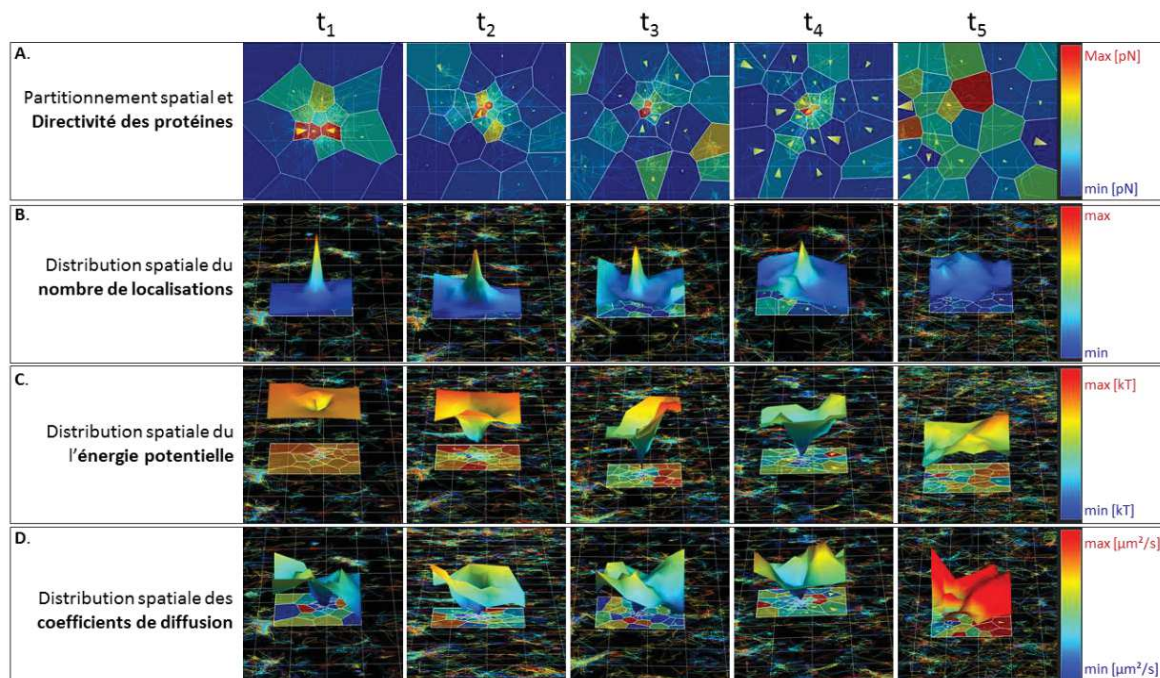 t1 t2 t3 t4 t5
A.
Partitionnement spatial et
Directivité des protéines
Max [pN]
min [pN]
B.
Distribution spatiale du
nombre de localisations
max
min
C.
Distribution spatiale du
l'énergie potentielle
max [kT]
min [kT]
D.
Distribution spatiale des
coefficients de diffusion
max [µm²/s]
min [µm²/s]